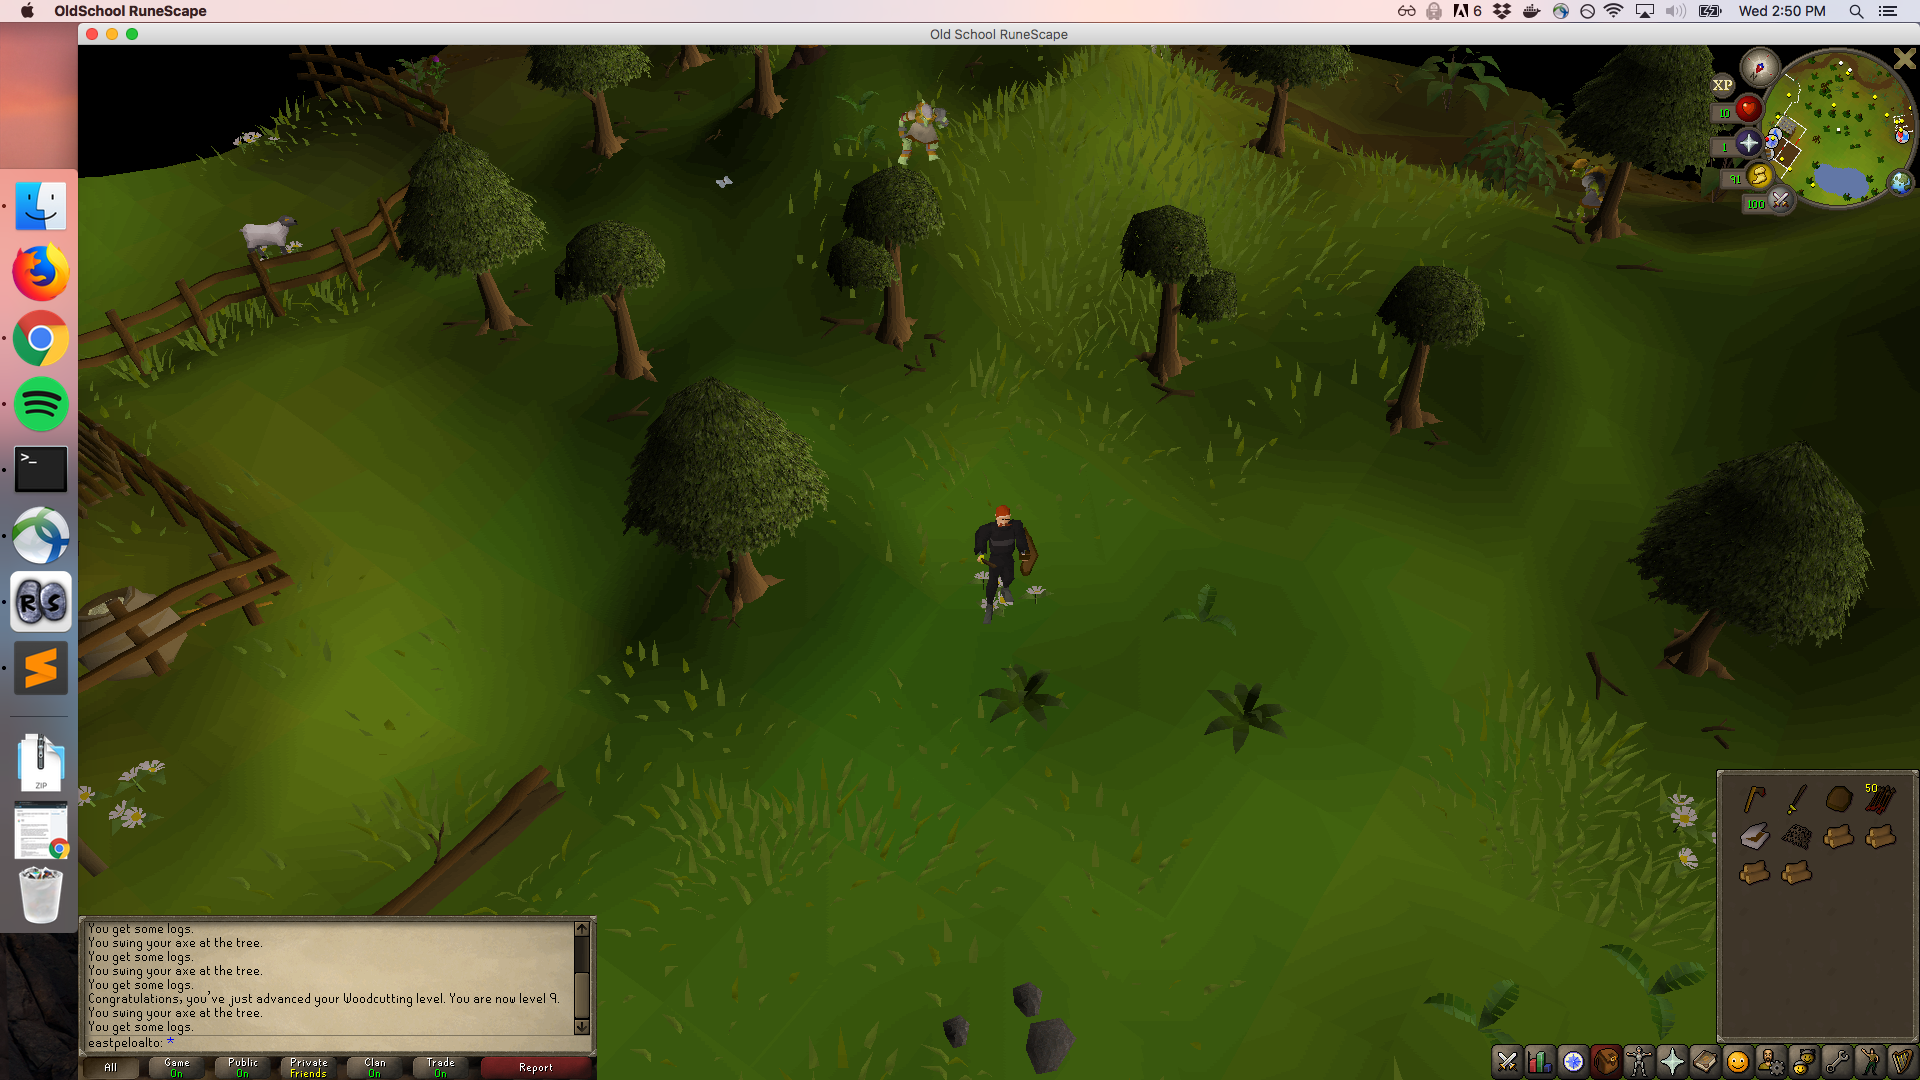 OldSchool RuneScape
6
Wed 2:50 PM
Old School RuneScape
XP
10
1
91
100
>_
RS
ZIP
50
You get some logs.
You swing your axe at the tree.
You get some logs.
You swing your axe at the tree.
You get some logs.
Congratulations, you've just advanced your Woodcutting level. You are now level 9.
You swing your axe at the tree.
You get some logs.
eastpeloalto: *
All
Game
On
Public
On
Private
Friends
Clan
On
Trade
On
Report